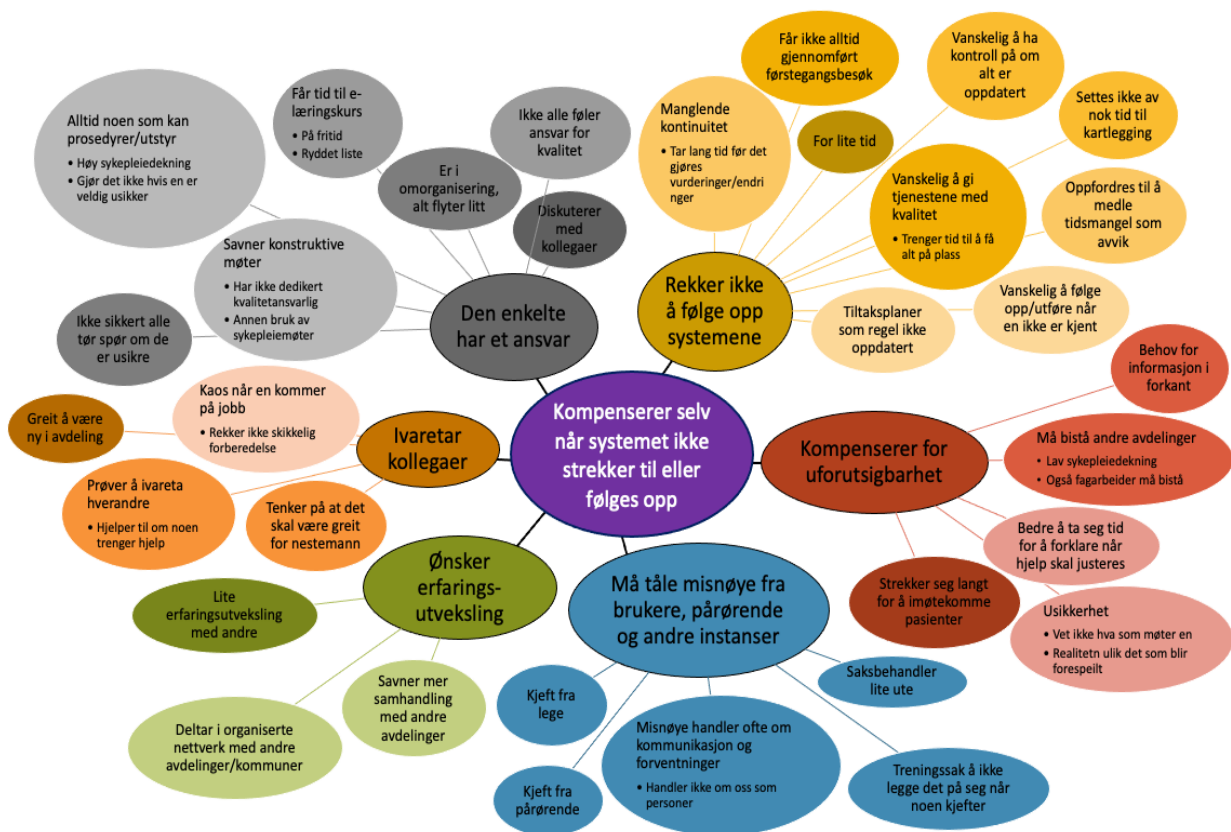 Kompenserer selv
når systemet ikke
strekker til eller
følges opp
Den enkelte
har et ansvar
Alltid noen som kan
prosedyrer/utstyr
• Høy sykepleiedekning
• Gjør det ikke hvis en er
veldig usikker
Får tid til e-
læringskurs
• På fritid
• Ryddet liste
Er i
omorganisering,
alt flyter litt
Ikke alle føler
ansvar for
kvalitet
Diskuterer
med
kollegaer
Savner konstruktive
møter
• Har ikke dedikert
kvalitetansvarlig
• Annen bruk av
sykepleiemøter
Ikke sikkert alle
tør spør om de
er usikre
Rekker ikke
å følge opp
systemene
Manglende
kontinuitet
• Tar lang tid før det
gjøres
vurderinger/endri
nger
Får ikke alltid
gjennomført
førstegangsbesøk
For lite tid
Vanskelig å ha
kontroll på om
alt er
oppdatert
Settes ikke av
nok tid til
kartlegging
Vanskelig å gi
tjenestene med
kvalitet
• Trenger tid til å få
alt på plass
Oppfordres til å
medle
tidsmangel som
avvik
Tiltaksplaner
som regel ikke
oppdatert
Vanskelig å følge
opp/utføre når
en ikke er kjent
Ivaretar
kollegaer
Kaos når en kommer
på jobb
• Rekker ikke skikkelig
forberedelse
Greit å være
ny i avdeling
Prøver å ivareta
hverandre
• Hjelper til om noen
trenger hjelp
Tenker på at det
skal være greit
for nestemann
Kompenserer for
uforutsigbarhet
Behov for
informasjon i
forkant
Må bistå andre avdelinger
• Lav sykepleiedekning
• Også fagarbeider må bistå
Bedre å ta seg tid
for å forklare når
hjelp skal justeres
Strekker seg langt
for å imøtekomme
pasienter
Usikkerhet
• Vet ikke hva som møter en
• Realitetn ulik det som blir
forespeilt
Ønsker
erfarings-
utveksling
Lite
erfaringsutveksling
med andre
Savner mer
samhandling
med andre
avdelinger
Deltar i organiserte
nettverk med andre
avdelinger/kommuner
Må tåle misnøye fra
brukere, pårørende
og andre instanser
Kjeft fra
lege
Kjeft fra
pårørende
Misnøye handler ofte om
kommunikasjon og
forventninger
• Handler ikke om oss som
personer
Saksbehandler
lite ute
Treningssak å ikke
legge det på seg når
noen kjefter